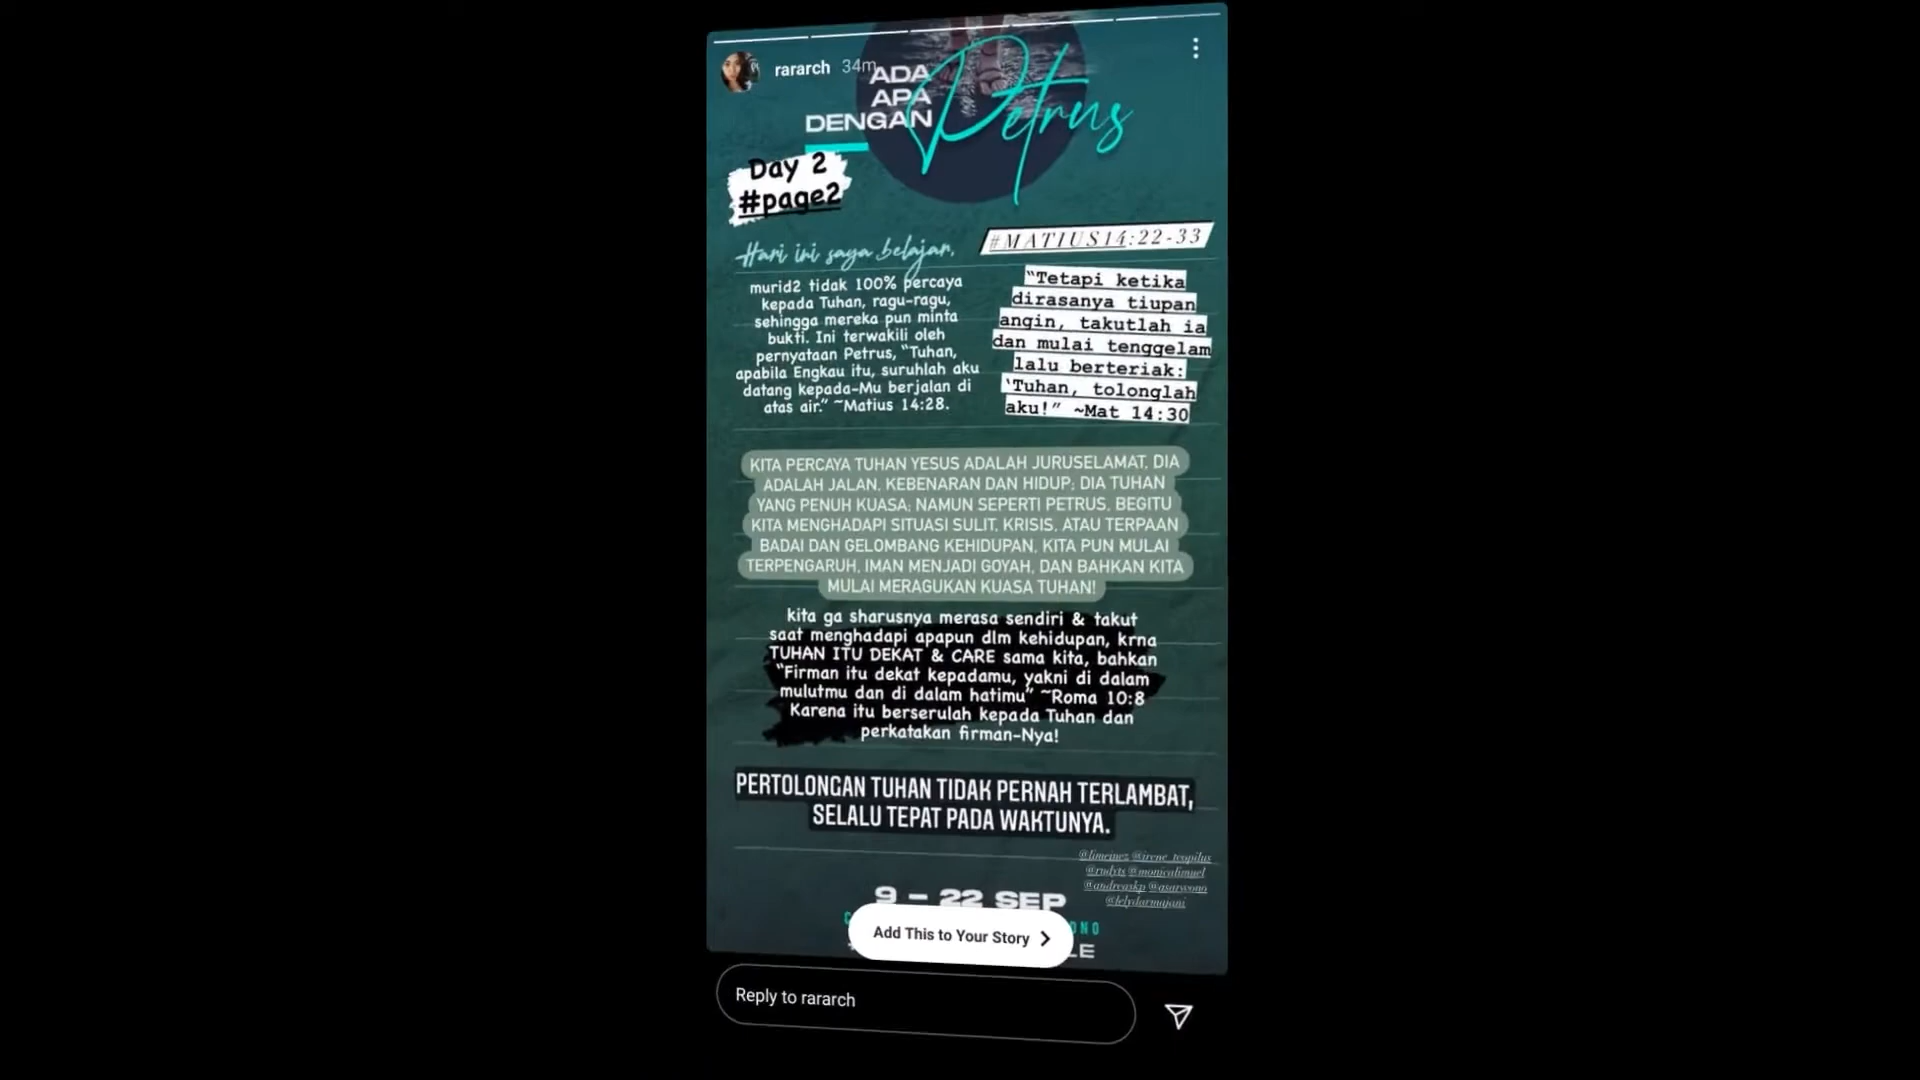 rararch 34m
ADA
APA
DENGAN
Petrus
Day 2
#page2
#MATIUS14:22-33
Hari ini saya belajar,
murid2 tidak 100% percaya
kepada Tuhan, ragu-ragu,
sehingga mereka pun minta
bukti. Ini terwakili oleh
pernyataan Petrus, "Tuhan,
apabila Engkau itu, suruhlah aku
datang kepada-Mu berjalan di
atas air." ~Matius 14:28.
"Tetapi ketika
dirasanya tiupan
angin, takutlah ia
dan mulai tenggelam
lalu berteriak:
'Tuhan, tolonglah
aku!" ~Mat 14:30
KITA PERCAYA TUHAN YESUS ADALAH JURUSELAMAT, DIA
ADALAH JALAN, KEBENARAN DAN HIDUP; DIA TUHAN
YANG PENUH KUASA; NAMUN SEPERTI PETRUS, BEGITU
KITA MENGHADAPI SITUASI SULIT, KRISIS, ATAU TERPAAN
BADAI DAN GELOMBANG KEHIDUPAN, KITA PUN MULAI
TERPENGARUH, IMAN MENJADI GOYAH, DAN BAHKAN KITA
MULAI MERAGUKAN KUASA TUHAN!
kita ga sharusnya merasa sendiri & takut
saat menghadapi apapun dlm kehidupan, krna
TUHAN ITU DEKAT & CARE sama kita, bahkan
"Firman itu dekat kepadamu, yakni di dalam
mulutmu dan di dalam hatimu" ~Roma 10:8
Karena itu berserulah kepada Tuhan dan
perkatakan firman-Nya!
PERTOLONGAN TUHAN TIDAK PERNAH TERLAMBAT,
SELALU TEPAT PADA WAKTUNYA.
@limeinez @irene_teopilus
@rudyts @monicalimuel
@andreaskp @asarwono
@lelydarmajani
9 – 22 SEP
Add This to Your Story
Reply to rararch